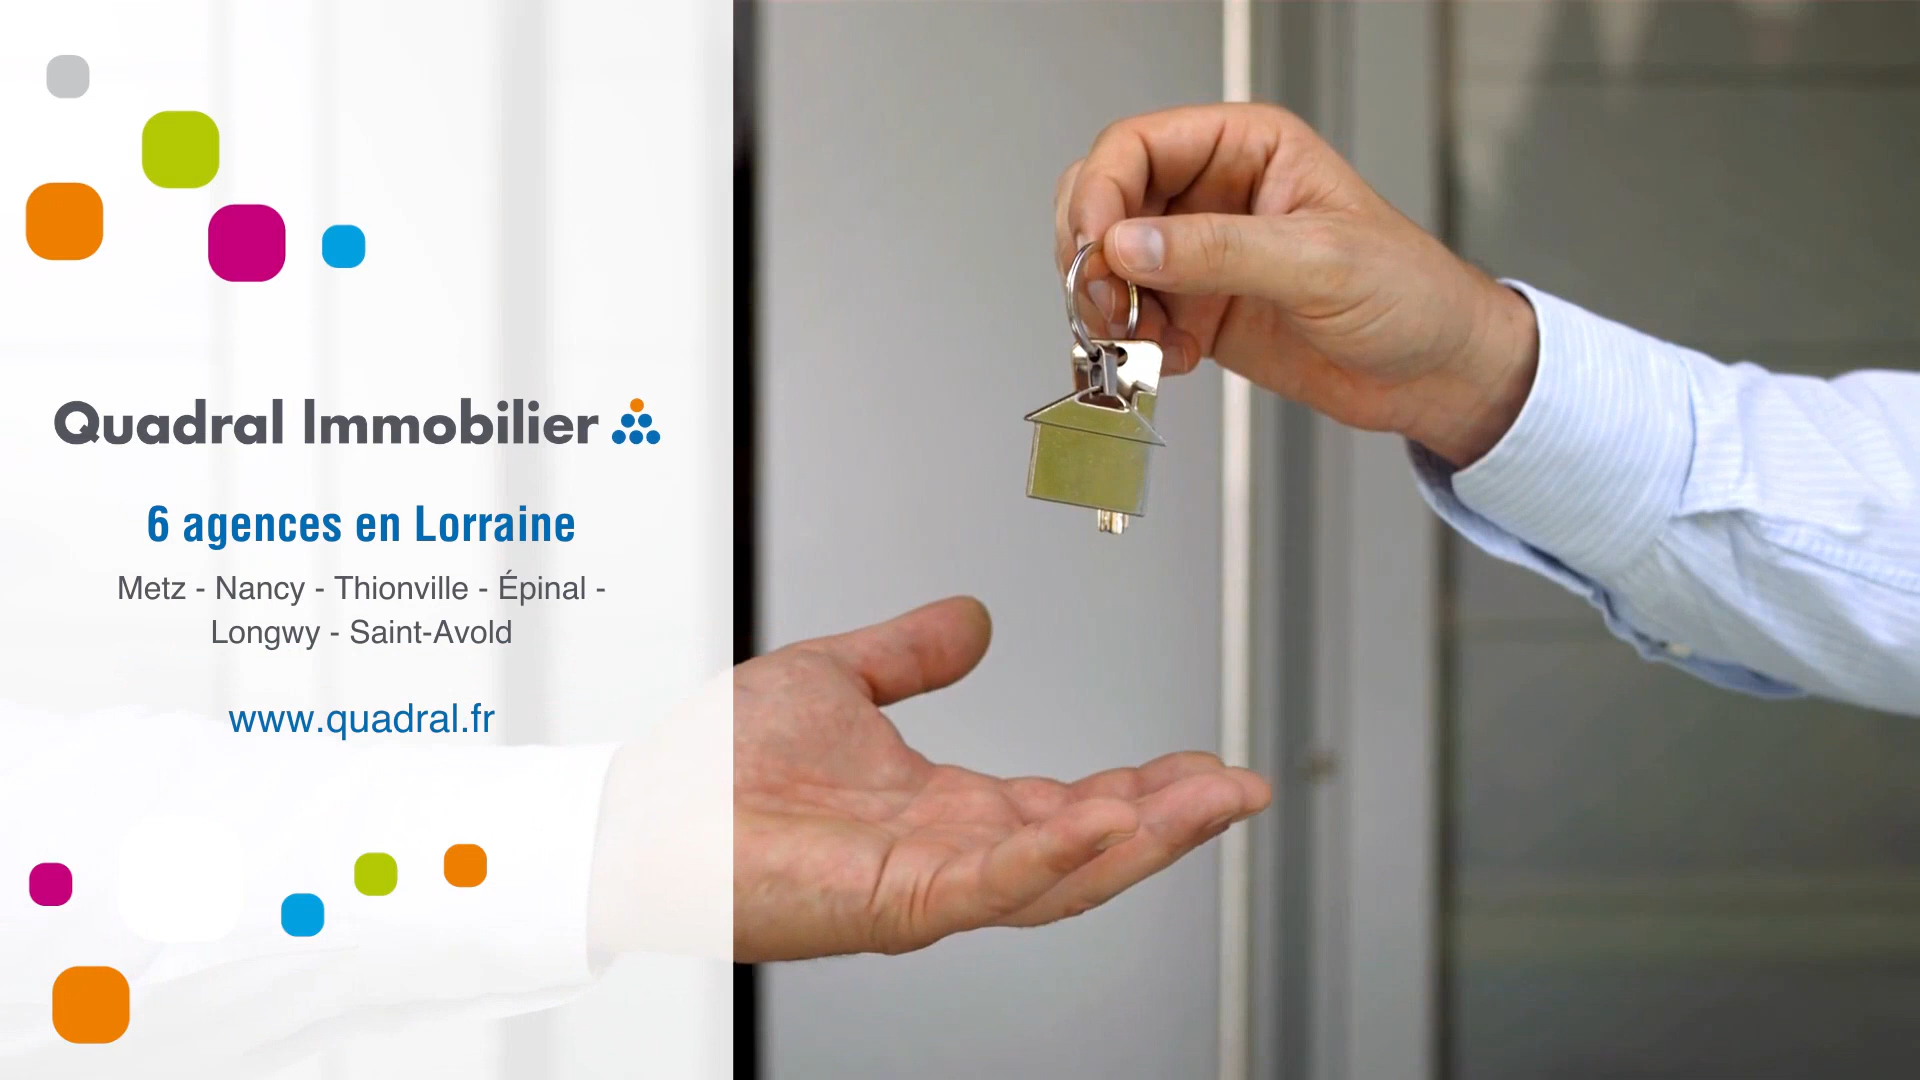 Quadral Immobilier
6 agences en Lorraine
Metz - Nancy - Thionville - Épinal -
Longwy - Saint-Avold
www.quadral.fr